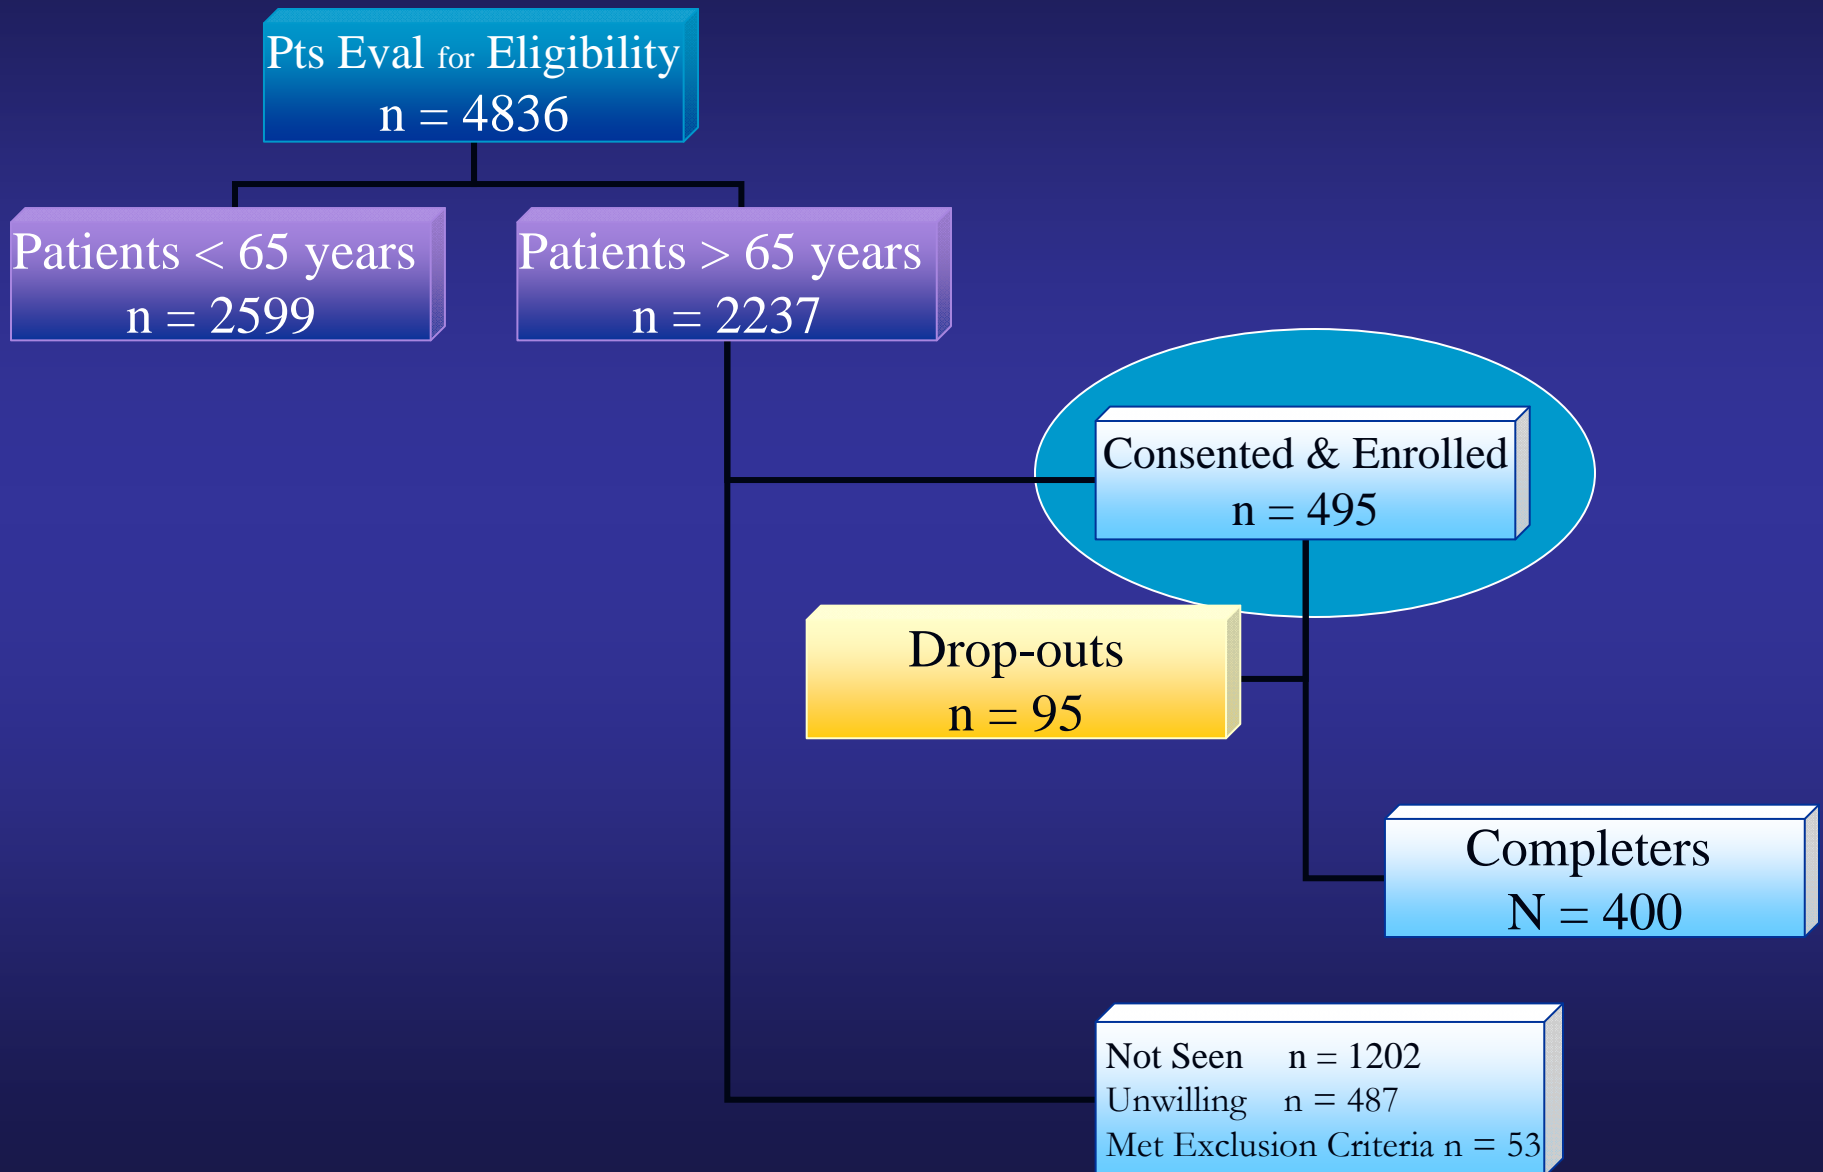 Pts Eval for Eligibility
n = 4836
Patients < 65 years
n = 2599
Patients > 65 years
n = 2237
Consented & Enrolled
n = 495
Drop-outs
n = 95
Completers
N = 400
Not Seen n = 1202
Unwilling n = 487
Met Exclusion Criteria n = 53